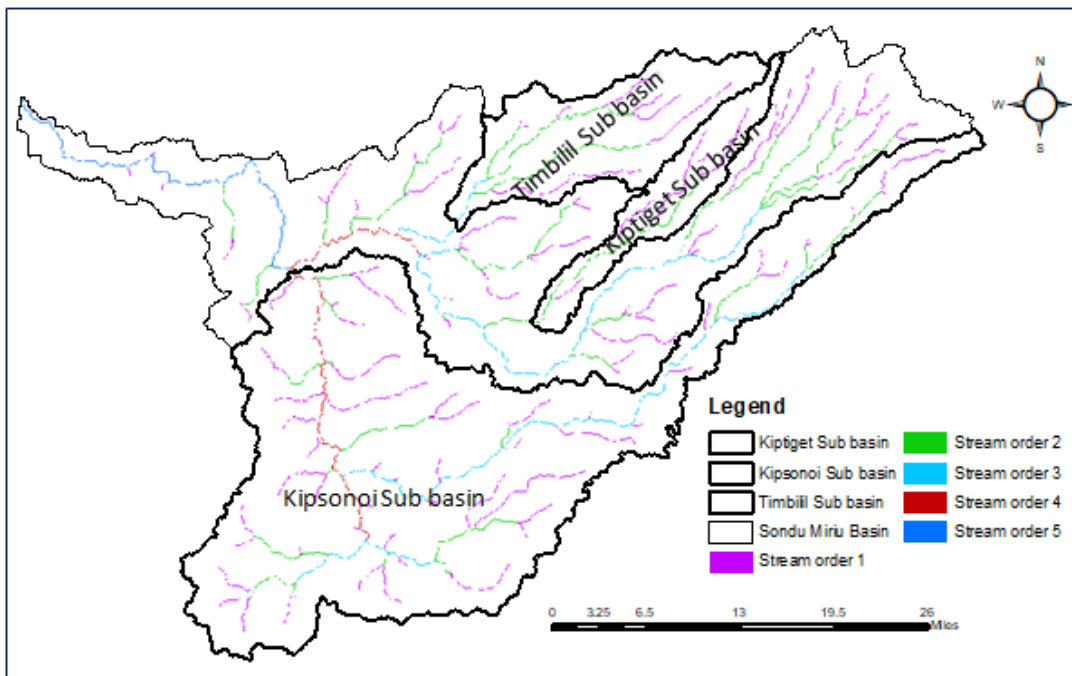 N
W
E
S
Timbilil Sub basin
Kiptiget Sub basin
Kipsonoi Sub basin
Legend
Kiptiget Sub basin
Kipsonoi Sub basin
Timbilil Sub basin
Sondu Miriu Basin
Stream order 1
Stream order 2
Stream order 3
Stream order 4
Stream order 5
0 3.25 6.5 13 19.5 26
Miles